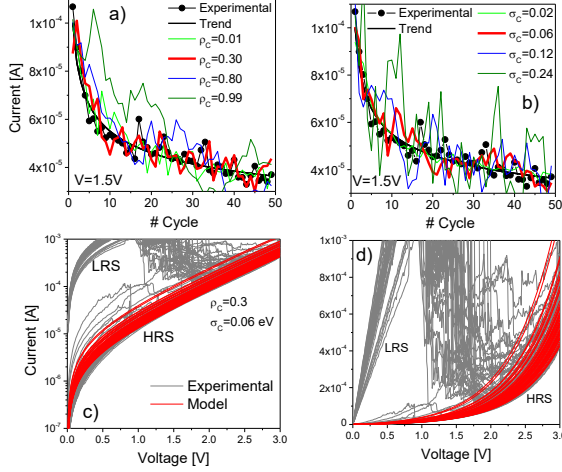 a)
Experimental
Trend
ρC=0.01
ρC=0.30
ρC=0.80
ρC=0.99
1x10⁻⁴
8x10⁻⁵
6x10⁻⁵
4x10⁻⁵
Current [A]
V=1.5V
0 10 20 30 40 50
# Cycle
b)
Experimental
Trend
σC=0.02
σC=0.06
σC=0.12
σC=0.24
1x10⁻⁴
8x10⁻⁵
6x10⁻⁵
4x10⁻⁵
V=1.5V
0 10 20 30 40 50
# Cycle
10⁻³
10⁻⁴
10⁻⁵
10⁻⁶
10⁻⁷
Current [A]
LRS
HRS
ρC=0.3
σC=0.06 eV
Experimental
Model
c)
0.0 0.5 1.0 1.5 2.0 2.5 3.0
Voltage [V]
d)
1x10⁻³
8x10⁻⁴
6x10⁻⁴
4x10⁻⁴
2x10⁻⁴
0
LRS
HRS
0.0 0.5 1.0 1.5 2.0 2.5 3.0
Voltage [V]